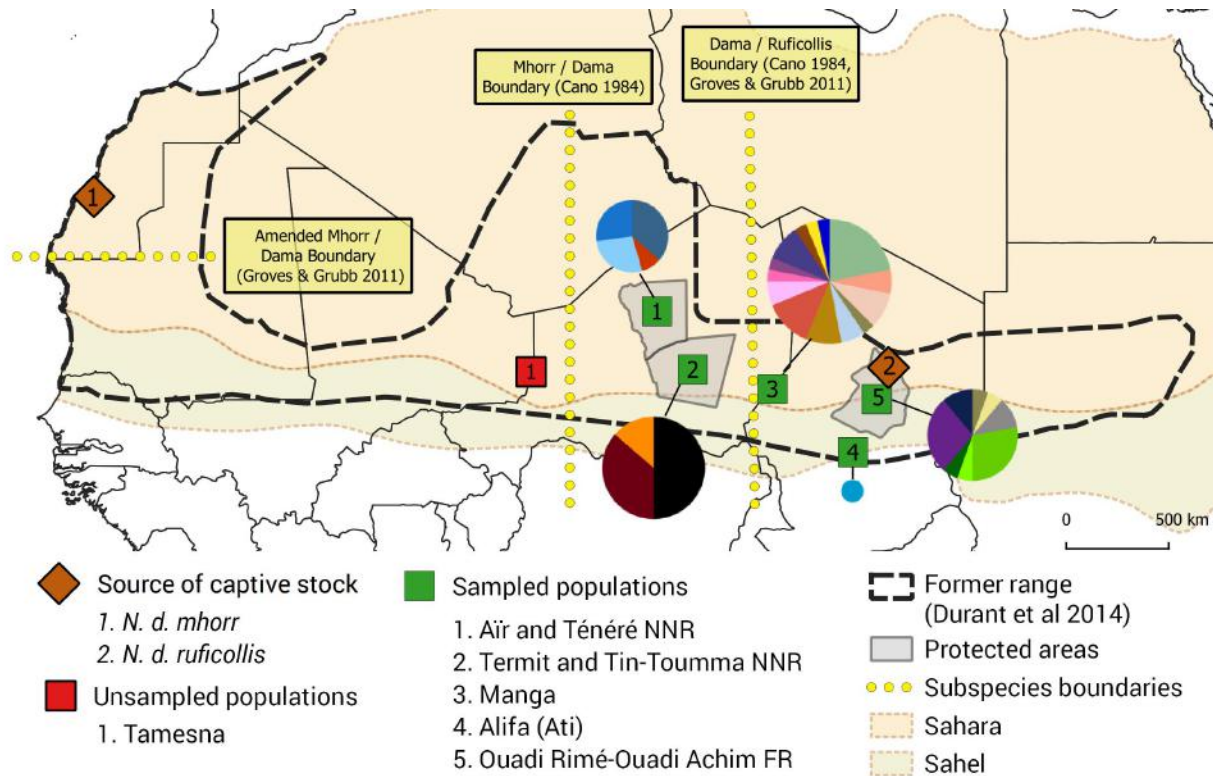 Mhorr / Dama
Boundary (Cano 1984)
Dama / Ruficollis
Boundary (Cano 1984,
Groves & Grubb 2011)
1
Amended Mhorr /
Dama Boundary
(Groves & Grubb 2011)
1
1
2
3
2
5
4
0 500 km
Source of captive stock
1. N. d. mhorr
2. N. d. ruficollis
Unsampled populations
1. Tamesna
Sampled populations
1. Aïr and Ténéré NNR
2. Termit and Tin-Toumma NNR
3. Manga
4. Alifa (Ati)
5. Ouadi Rimé-Ouadi Achim FR
Former range
(Durant et al 2014)
Protected areas
Subspecies boundaries
Sahara
Sahel